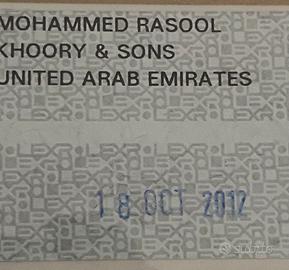 MOHAMMED RASOOL
KHOORY & SONS
UNITED ARAB EMIRATES
18 OCT 2012